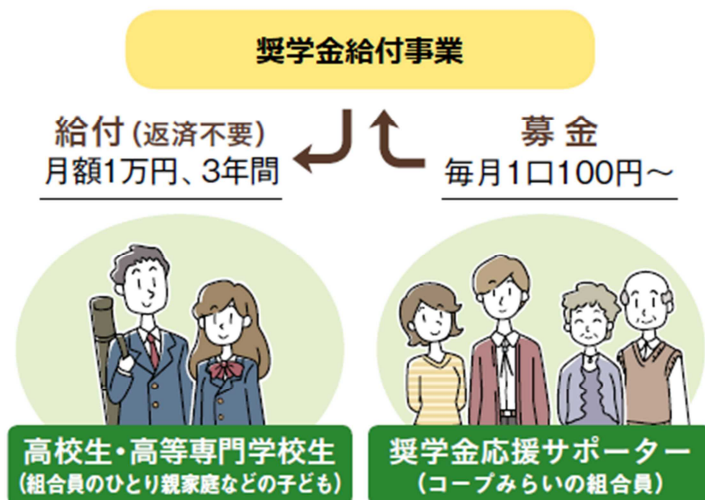 奨学金給付事業
給付(返済不要)
月額1万円、3年間
募金
毎月1口100円～
高校生・高等専門学校生
(組合員のひとり親家庭などの子ども)
奨学金応援サポーター
(コープみらいの組合員)